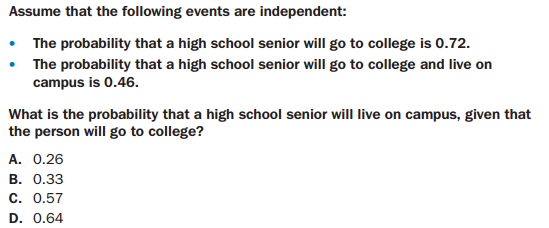 Assume that the following events are independent:
• The probability that a high school senior will go to college is 0.72.
• The probability that a high school senior will go to college and live on
campus is 0.46.
What is the probability that a high school senior will live on campus, given that
the person will go to college?
A. 0.26
B. 0.33
C. 0.57
D. 0.64